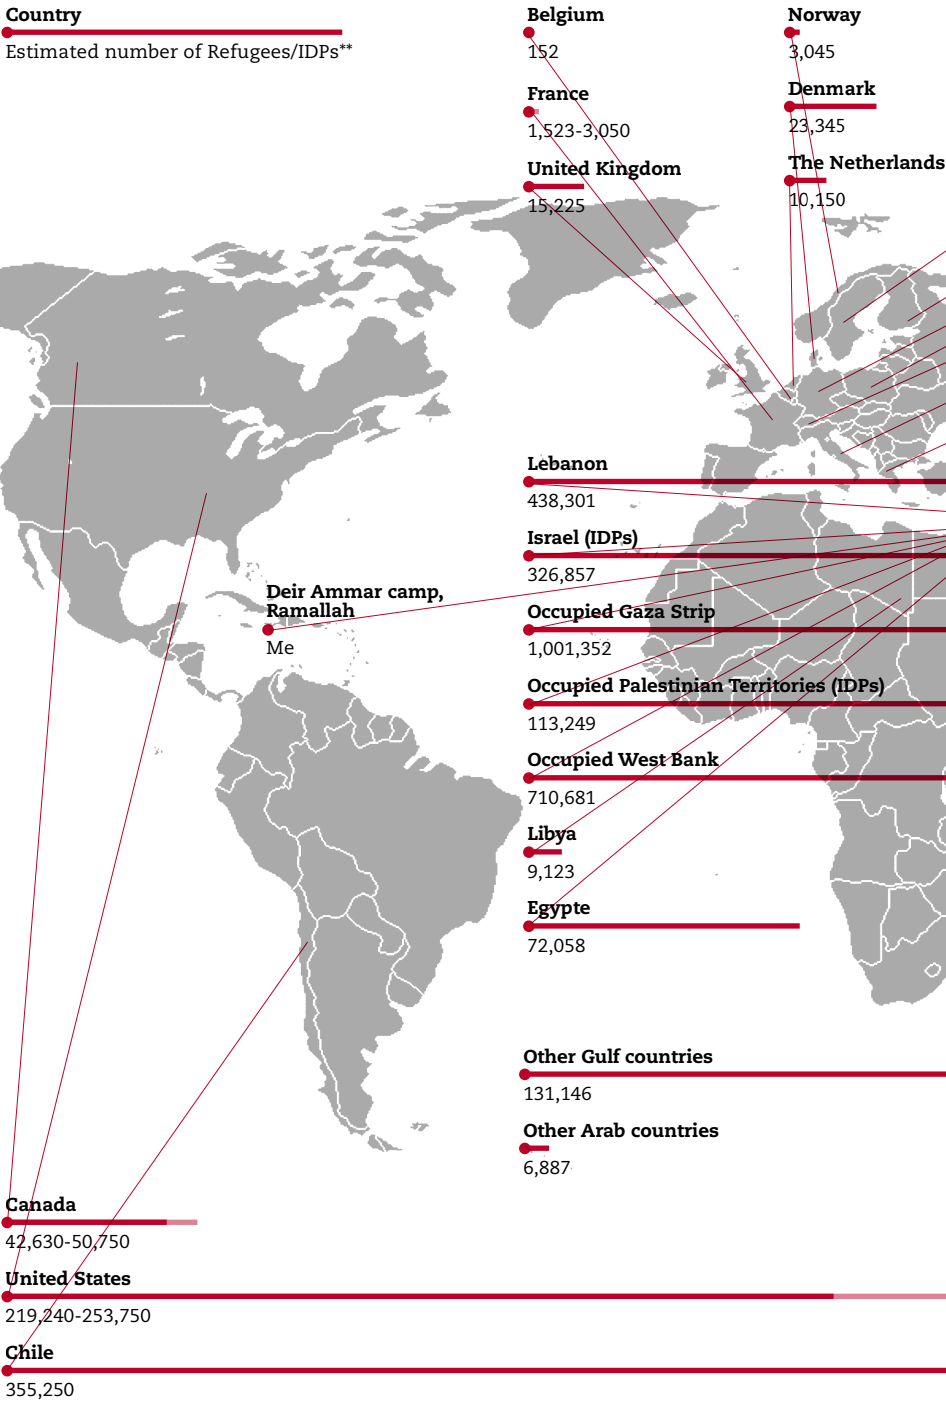 Country
Estimated number of Refugees/IDPs**
Belgium
152
France
1,523-3,050
United Kingdom
15,225
Norway
3,045
Denmark
23,345
The Netherlands
10,150
Lebanon
438,301
Israel (IDPs)
326,857
Deir Ammar camp,
Ramallah
Me
Occupied Gaza Strip
1,001,352
Occupied Palestinian Territories (IDPs)
113,249
Occupied West Bank
710,681
Libya
9,123
Egypte
72,058
Other Gulf countries
131,146
Other Arab countries
6,887
Canada
42,630-50,750
United States
219,240-253,750
Chile
355,250